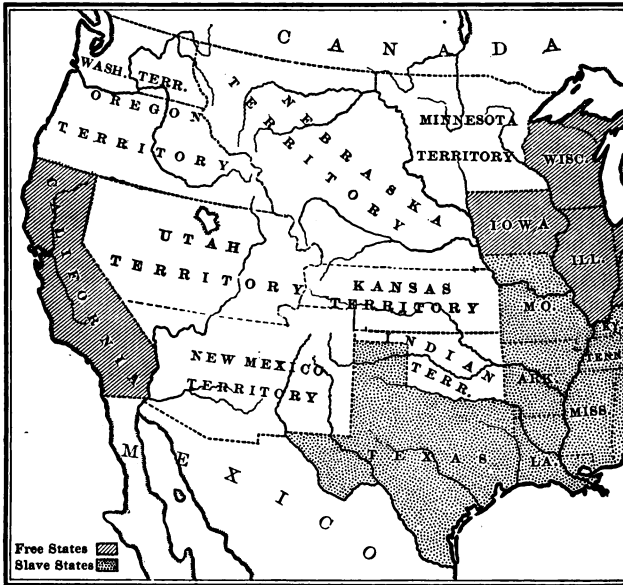 CANADA
WASH. TERR.
OREGON
TERRITORY
NEBRASKA
TERRITORY
MINNESOTA
TERRITORY
WISC.
IOWA
ILL.
CALIFORNIA
UTAH
TERRITORY
KANSAS
TERRITORY
MO.
NEW MEXICO
TERRITORY
INDIAN
TERR.
ARK.
TENN.
MISS.
TEXAS
LA.
MEXICO
Free States
Slave States